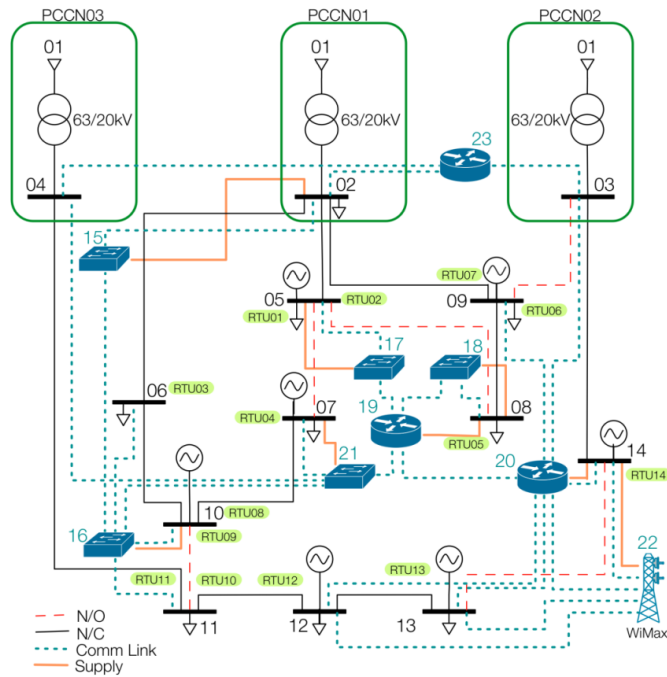 PCCN03 PCCN01 PCCN02
01 01 01
63/20kV 63/20kV 63/20kV
23
04 02 03
15
RTU07
05 RTU02 09 RTU06
RTU01
17 18
06 RTU03
RTU04 07 19 08
RTU05
14
21 20 RTU14
10 RTU08
16 RTU09
22
RTU11 RTU10 RTU12 RTU13
11 12 13
WiMax
N/O
N/C
Comm Link
Supply